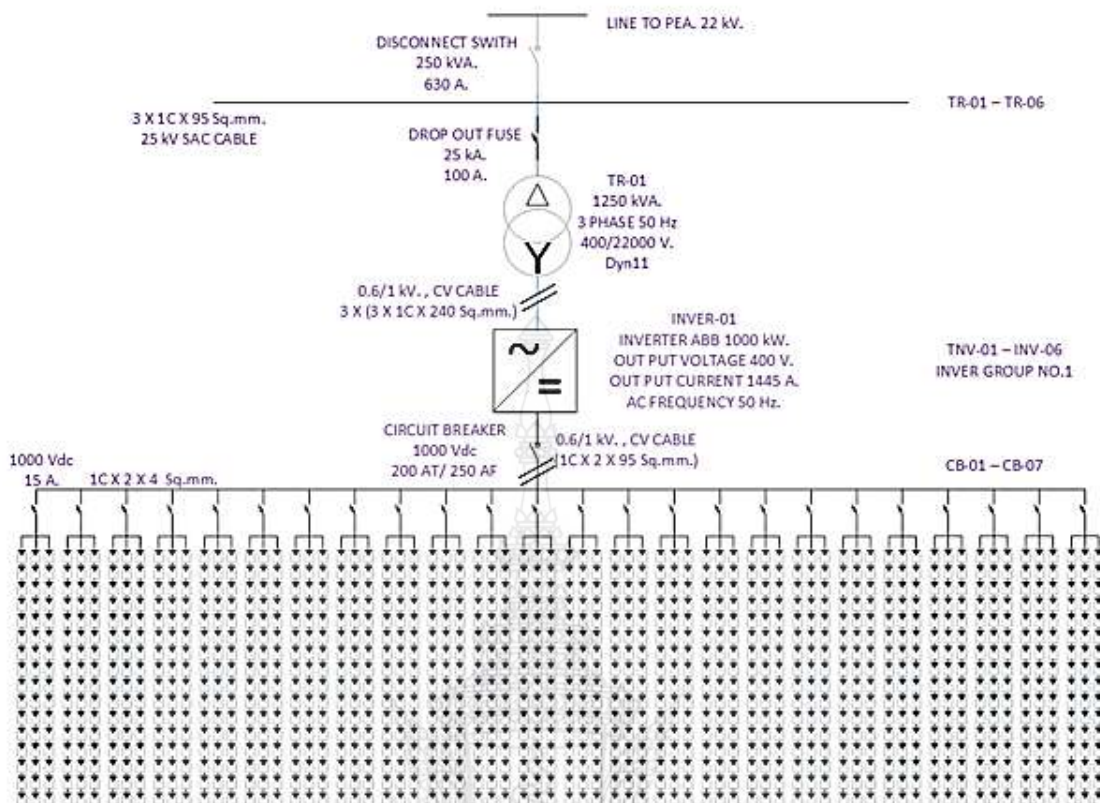 LINE TO PEA. 22 kV.
DISCONNECT SWITH
250 kVA.
630 A.
TR-01 – TR-06
3 X 1C X 95 Sq.mm.
25 kV SAC CABLE
DROP OUT FUSE
25 kA.
100 A.
TR-01
1250 kVA.
3 PHASE 50 Hz
400/22000 V.
Dyn11
0.6/1 kV. , CV CABLE
3 X (3 X 1C X 240 Sq.mm.)
INVER-01
INVERTER ABB 1000 kW.
OUT PUT VOLTAGE 400 V.
OUT PUT CURRENT 1445 A.
AC FREQUENCY 50 Hz.
TNV-01 – INV-06
INVER GROUP NO.1
CIRCUIT BREAKER
1000 Vdc
200 AT/ 250 AF
0.6/1 kV. , CV CABLE
(1C X 2 X 95 Sq.mm.)
1000 Vdc
15 A.
1C X 2 X 4 Sq.mm.
CB-01 – CB-07